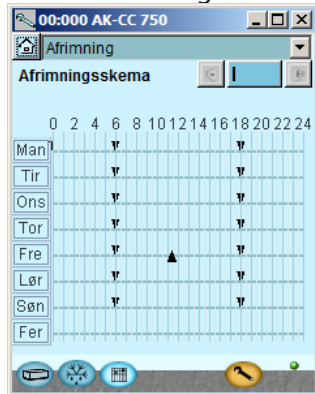 00:000 AK-CC 750
Afrimning
Afrimningsskema
0 2 4 6 8 10 12 14 16 18 20 22 24
Man
Tir
Ons
Tor
Fre
Lør
Søn
Fer